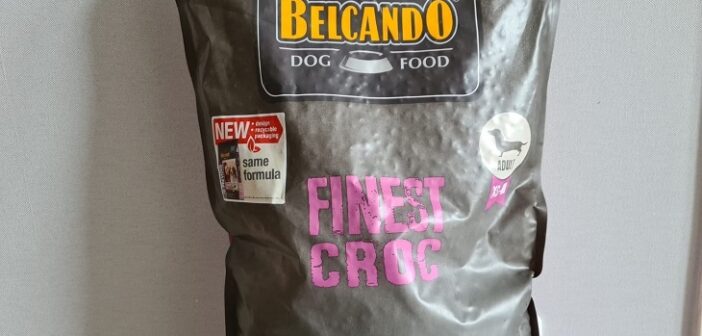 BELCANDO
DOG FOOD
NEW:
• design
• recyclable
packaging
same
formula
ADULT
FINEST
CROC